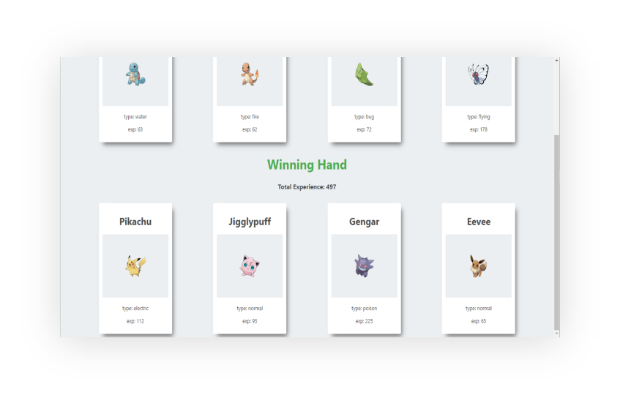 type: water
type: fire
type: bug
type: flying
exp: 63
exp: 62
exp: 72
exp: 178
Winning Hand
Total Experience: 497
Pikachu
Jigglypuff
Gengar
Eevee
type: electric
type: normal
type: poison
type: normal
exp: 112
exp: 95
exp: 225
exp: 65